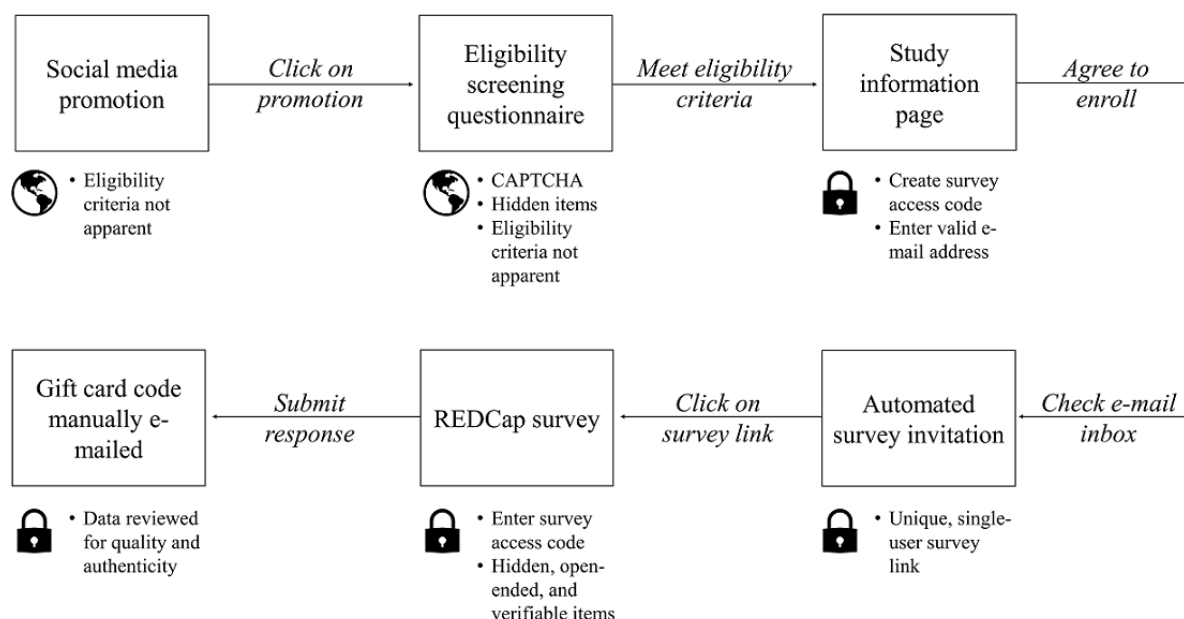 Social media
promotion
Click on
promotion
Eligibility
screening
questionnaire
Meet eligibility
criteria
Study
information
page
Agree to
enroll
• Eligibility
criteria not
apparent
• CAPTCHA
• Hidden items
• Eligibility
criteria not
apparent
• Create survey
access code
• Enter valid e-
mail address
Gift card code
manually e-
mailed
Submit
response
REDCap survey
Click on
survey link
Automated
survey invitation
Check e-mail
inbox
• Data reviewed
for quality and
authenticity
• Enter survey
access code
• Hidden, open-
ended, and
verifiable items
• Unique, single-
user survey
link